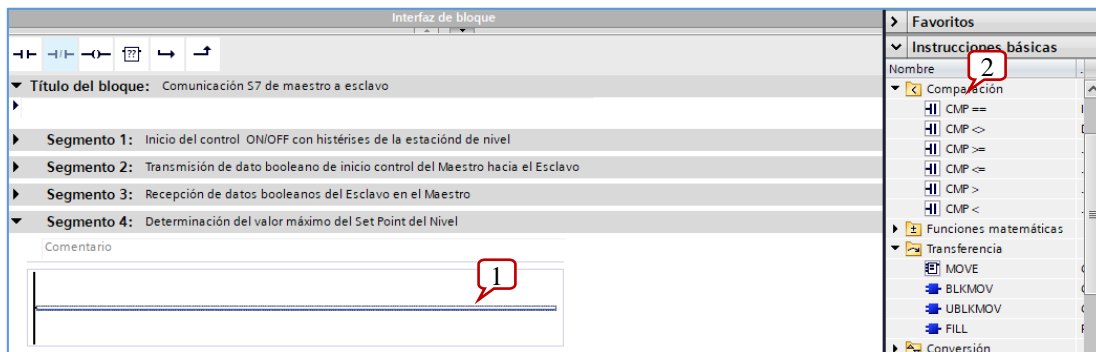 Interfaz de bloque
??
Título del bloque: Comunicación S7 de maestro a esclavo
Segmento 1: Inicio del control ON/OFF con histérises de la estaciónd de nivel
Segmento 2: Transmisión de dato booleano de inicio control del Maestro hacia el Esclavo
Segmento 3: Recepción de datos booleanos del Esclavo en el Maestro
Segmento 4: Determinación del valor máximo del Set Point del Nivel
Comentario
1
Favoritos
Instrucciones básicas
Nombre
2
Comparación
CMP ==
CMP <>
CMP >=
CMP <=
CMP >
CMP <
Funciones matemáticas
Transferencia
MOVE
BLKMOV
UBLKMOV
FILL
Conversión